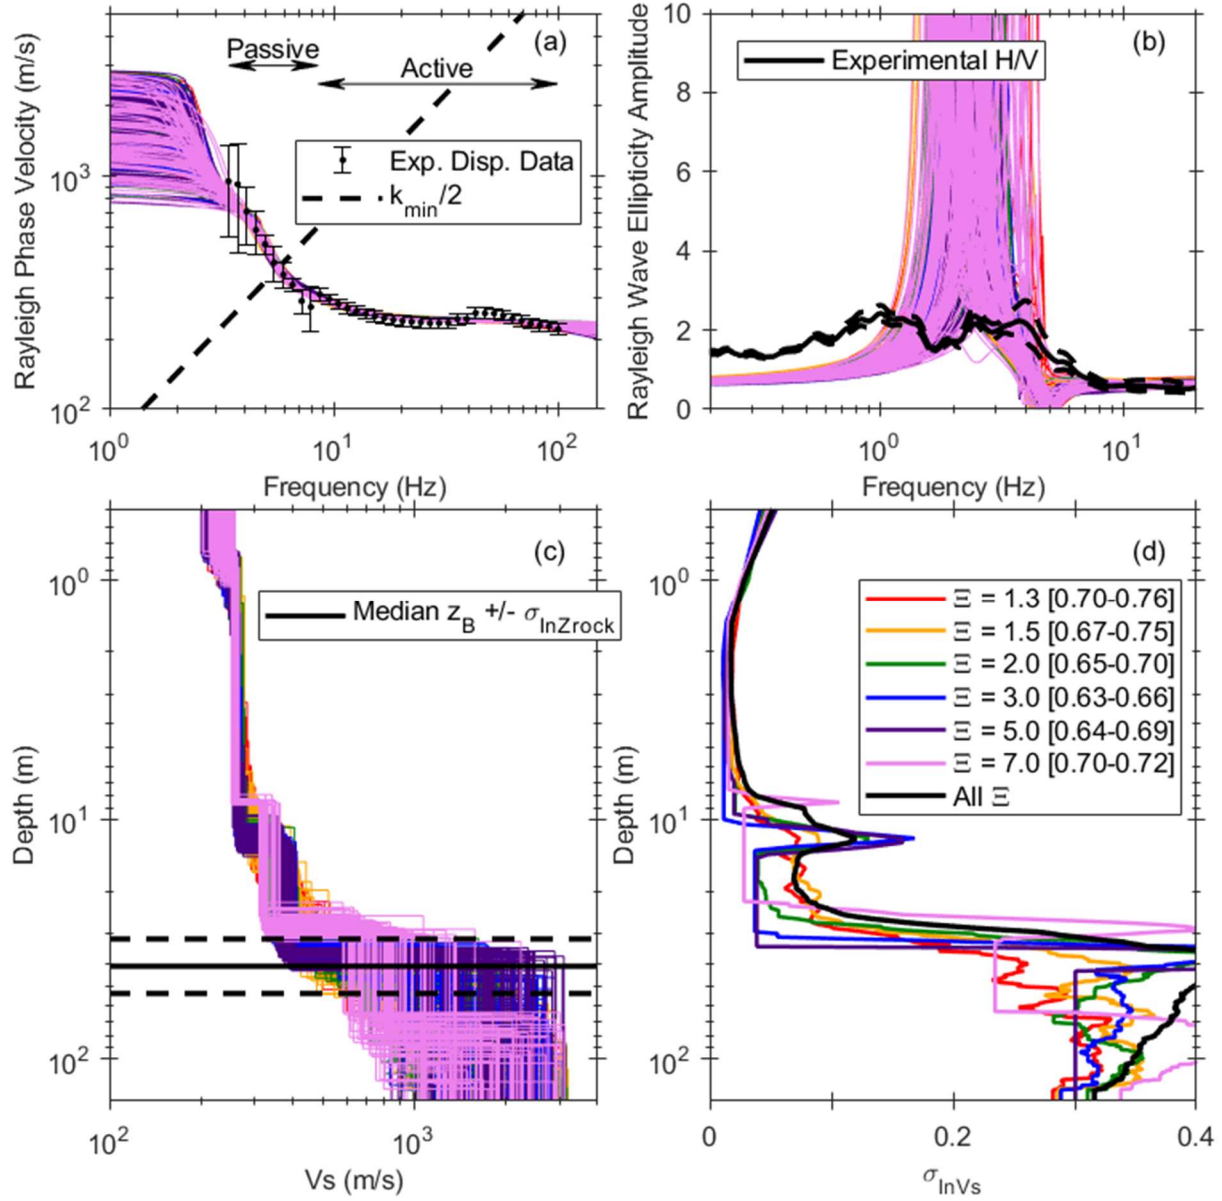 (a)
Passive
Active
Exp. Disp. Data
k_min/2
10^3
10^2
10^0
10^1
10^2
Rayleigh Phase Velocity (m/s)
Frequency (Hz)
(b)
Experimental H/V
10
8
6
4
2
0
10^0
10^1
Rayleigh Wave Ellipticity Amplitude
Frequency (Hz)
(c)
Median z_B +/- σ_lnZrock
10^0
10^1
10^2
10^2
10^3
Depth (m)
Vs (m/s)
(d)
Ξ = 1.3 [0.70-0.76]
Ξ = 1.5 [0.67-0.75]
Ξ = 2.0 [0.65-0.70]
Ξ = 3.0 [0.63-0.66]
Ξ = 5.0 [0.64-0.69]
Ξ = 7.0 [0.70-0.72]
All Ξ
10^0
10^1
10^2
0
0.2
0.4
Depth (m)
σ_lnVs